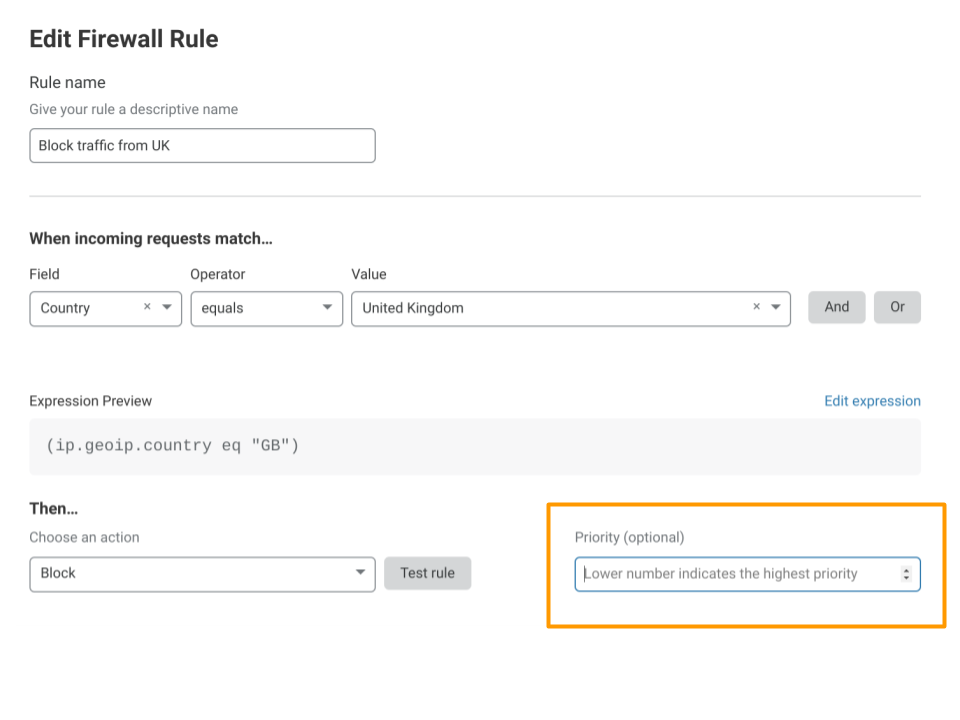 Edit Firewall Rule
Rule name
Give your rule a descriptive name
Block traffic from UK
When incoming requests match...
Field Operator Value
Country × equals United Kingdom × And Or
Expression Preview Edit expression
(ip.geoip.country eq "GB")
Then...
Choose an action Priority (optional)
Block Test rule Lower number indicates the highest priority